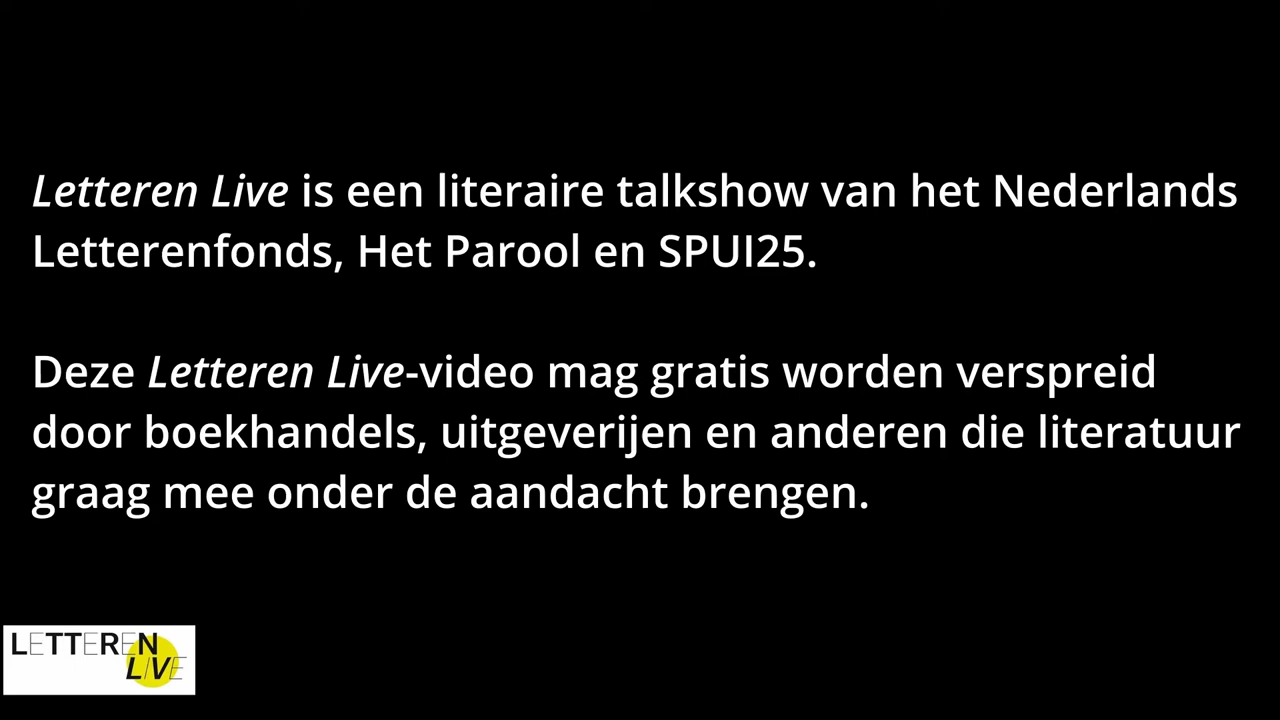 Letteren Live is een literaire talkshow van het Nederlands
Letterenfonds, Het Parool en SPUI25.
Deze Letteren Live-video mag gratis worden verspreid
door boekhandels, uitgeverijen en anderen die literatuur
graag mee onder de aandacht brengen.
LETTEREN
LIVE